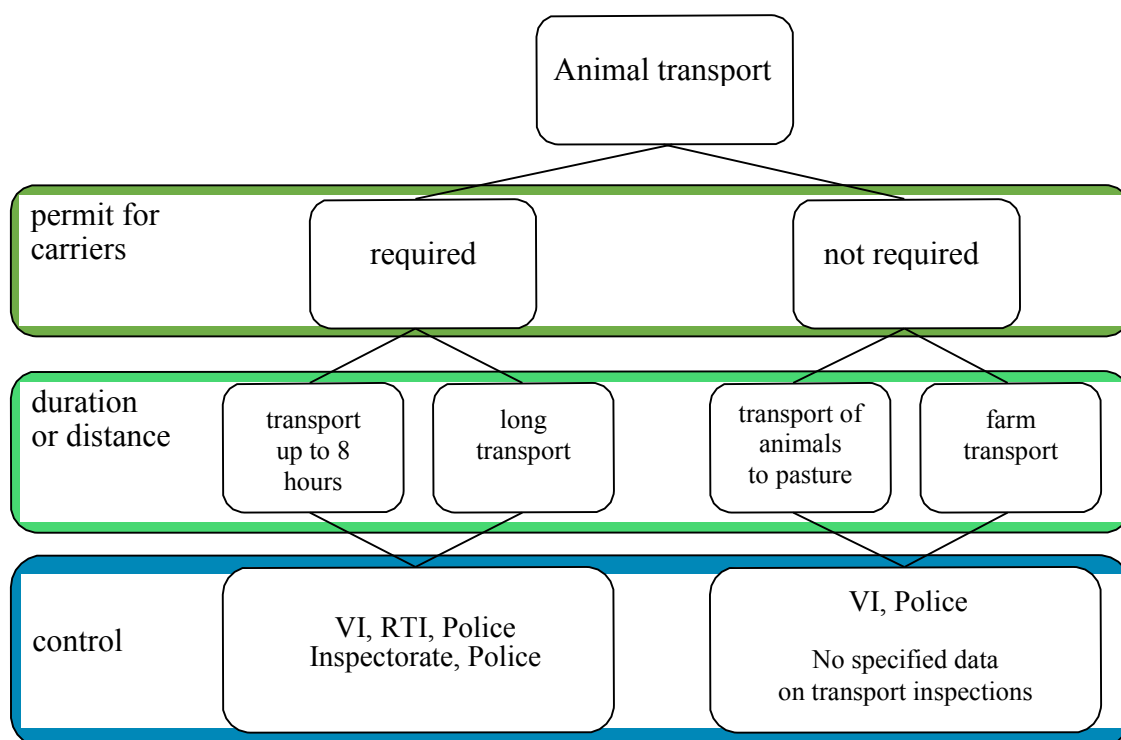 Animal transport
permit for
carriers
required
not required
duration
or distance
transport
up to 8
hours
long
transport
transport of
animals
to pasture
farm
transport
control
VI, RTI, Police
Inspectorate, Police
VI, Police
No specified data
on transport inspections